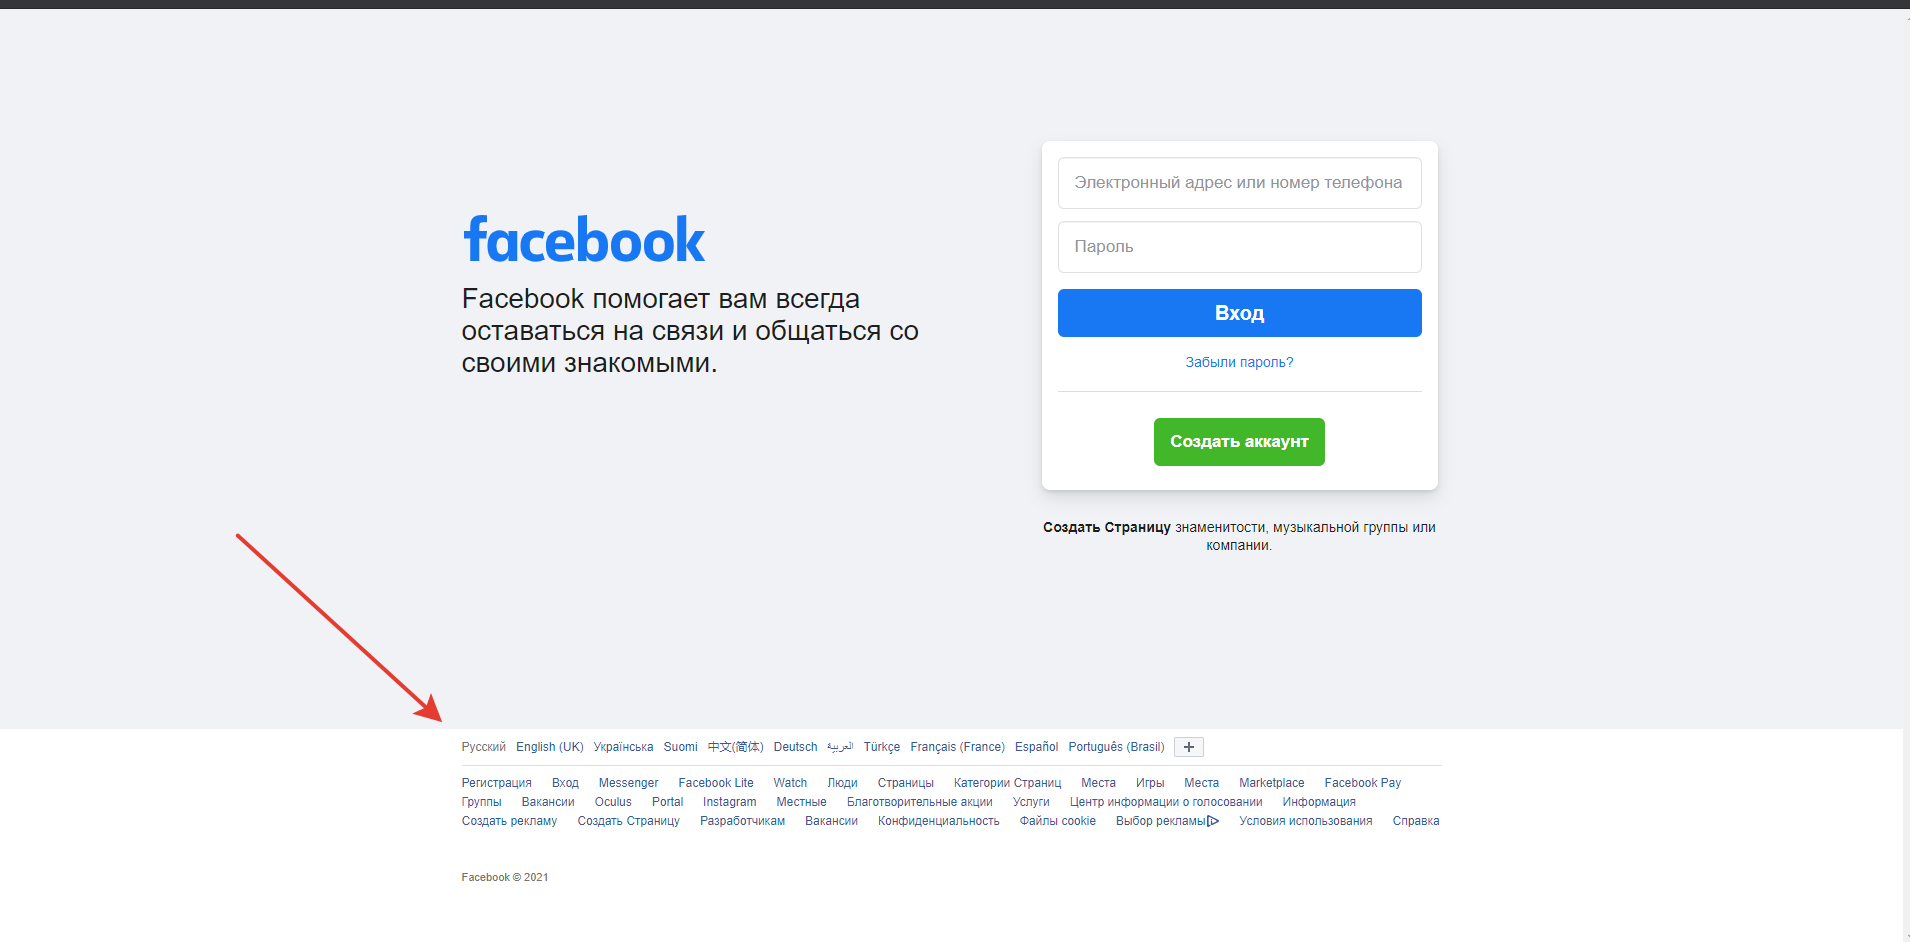 facebook
Facebook помогает вам всегда
оставаться на связи и общаться со
своими знакомыми.
Электронный адрес или номер телефона
Пароль
Вход
Забыли пароль?
Создать аккаунт
Создать Страницу знаменитости, музыкальной группы или
компании.
Русский English (UK) Українська Suomi 中文(简体) Deutsch العربية Türkçe Français (France) Español Português (Brasil) +
Регистрация Вход Messenger Facebook Lite Watch Люди Страницы Категории Страниц Места Игры Места Marketplace Facebook Pay
Группы Вакансии Oculus Portal Instagram Местные Благотворительные акции Услуги Центр информации о голосовании Информация
Создать рекламу Создать Страницу Разработчикам Вакансии Конфиденциальность Файлы cookie Выбор рекламы Условия использования Справка
Facebook © 2021